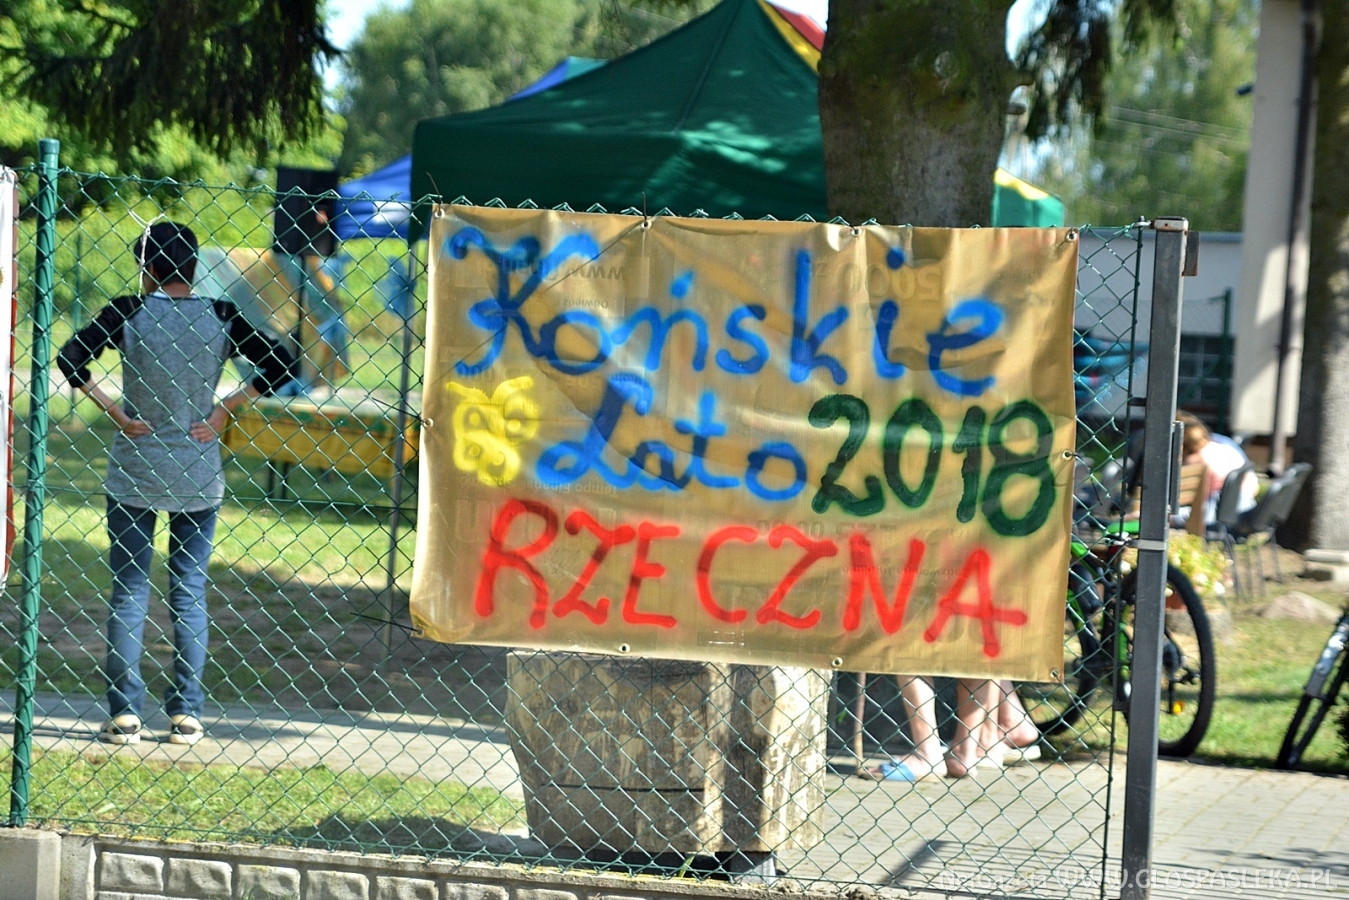 Końskie
Lato 2018
RZECZNA
WWW.GLOSPASLEKA.PL